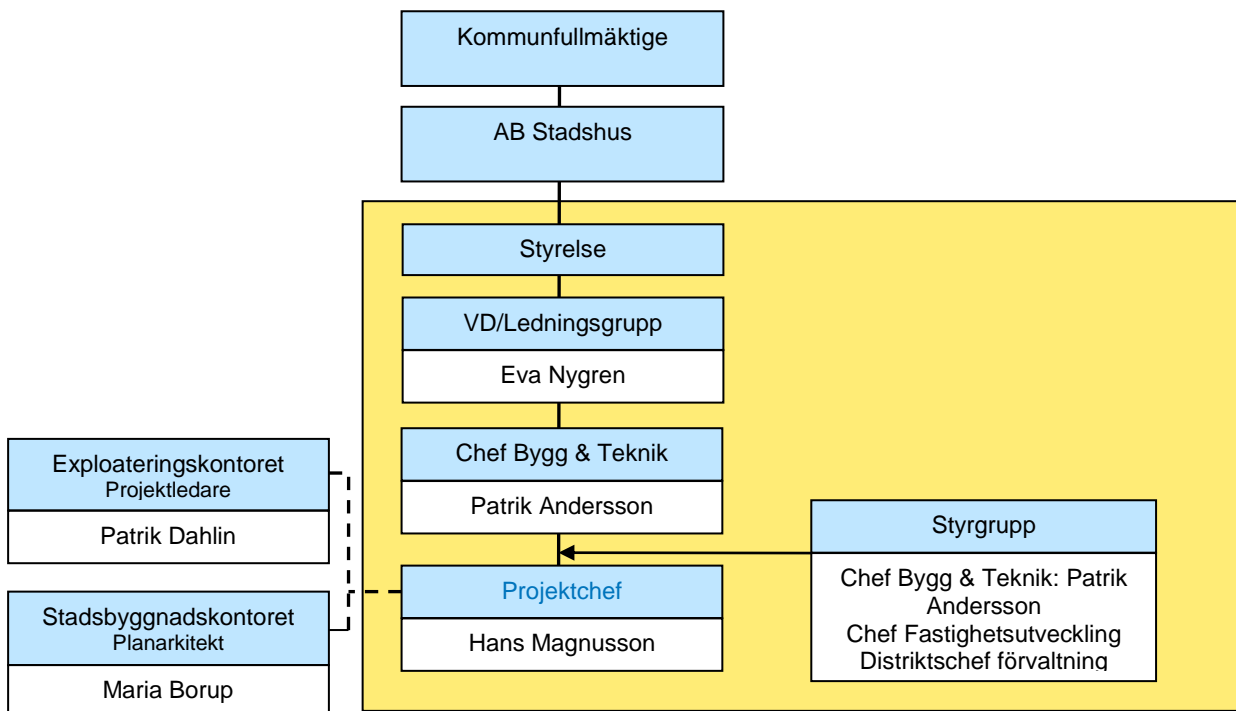 Kommunfullmäktige
AB Stadshus
Styrelse
VD/Ledningsgrupp
Eva Nygren
Chef Bygg & Teknik
Patrik Andersson
Exploateringskontoret
Projektledare
Patrik Dahlin
Styrgrupp
Chef Bygg & Teknik: Patrik
Andersson
Chef Fastighetsutveckling
Distriktschef förvaltning
Projektchef
Hans Magnusson
Stadsbyggnadskontoret
Planarkitekt
Maria Borup